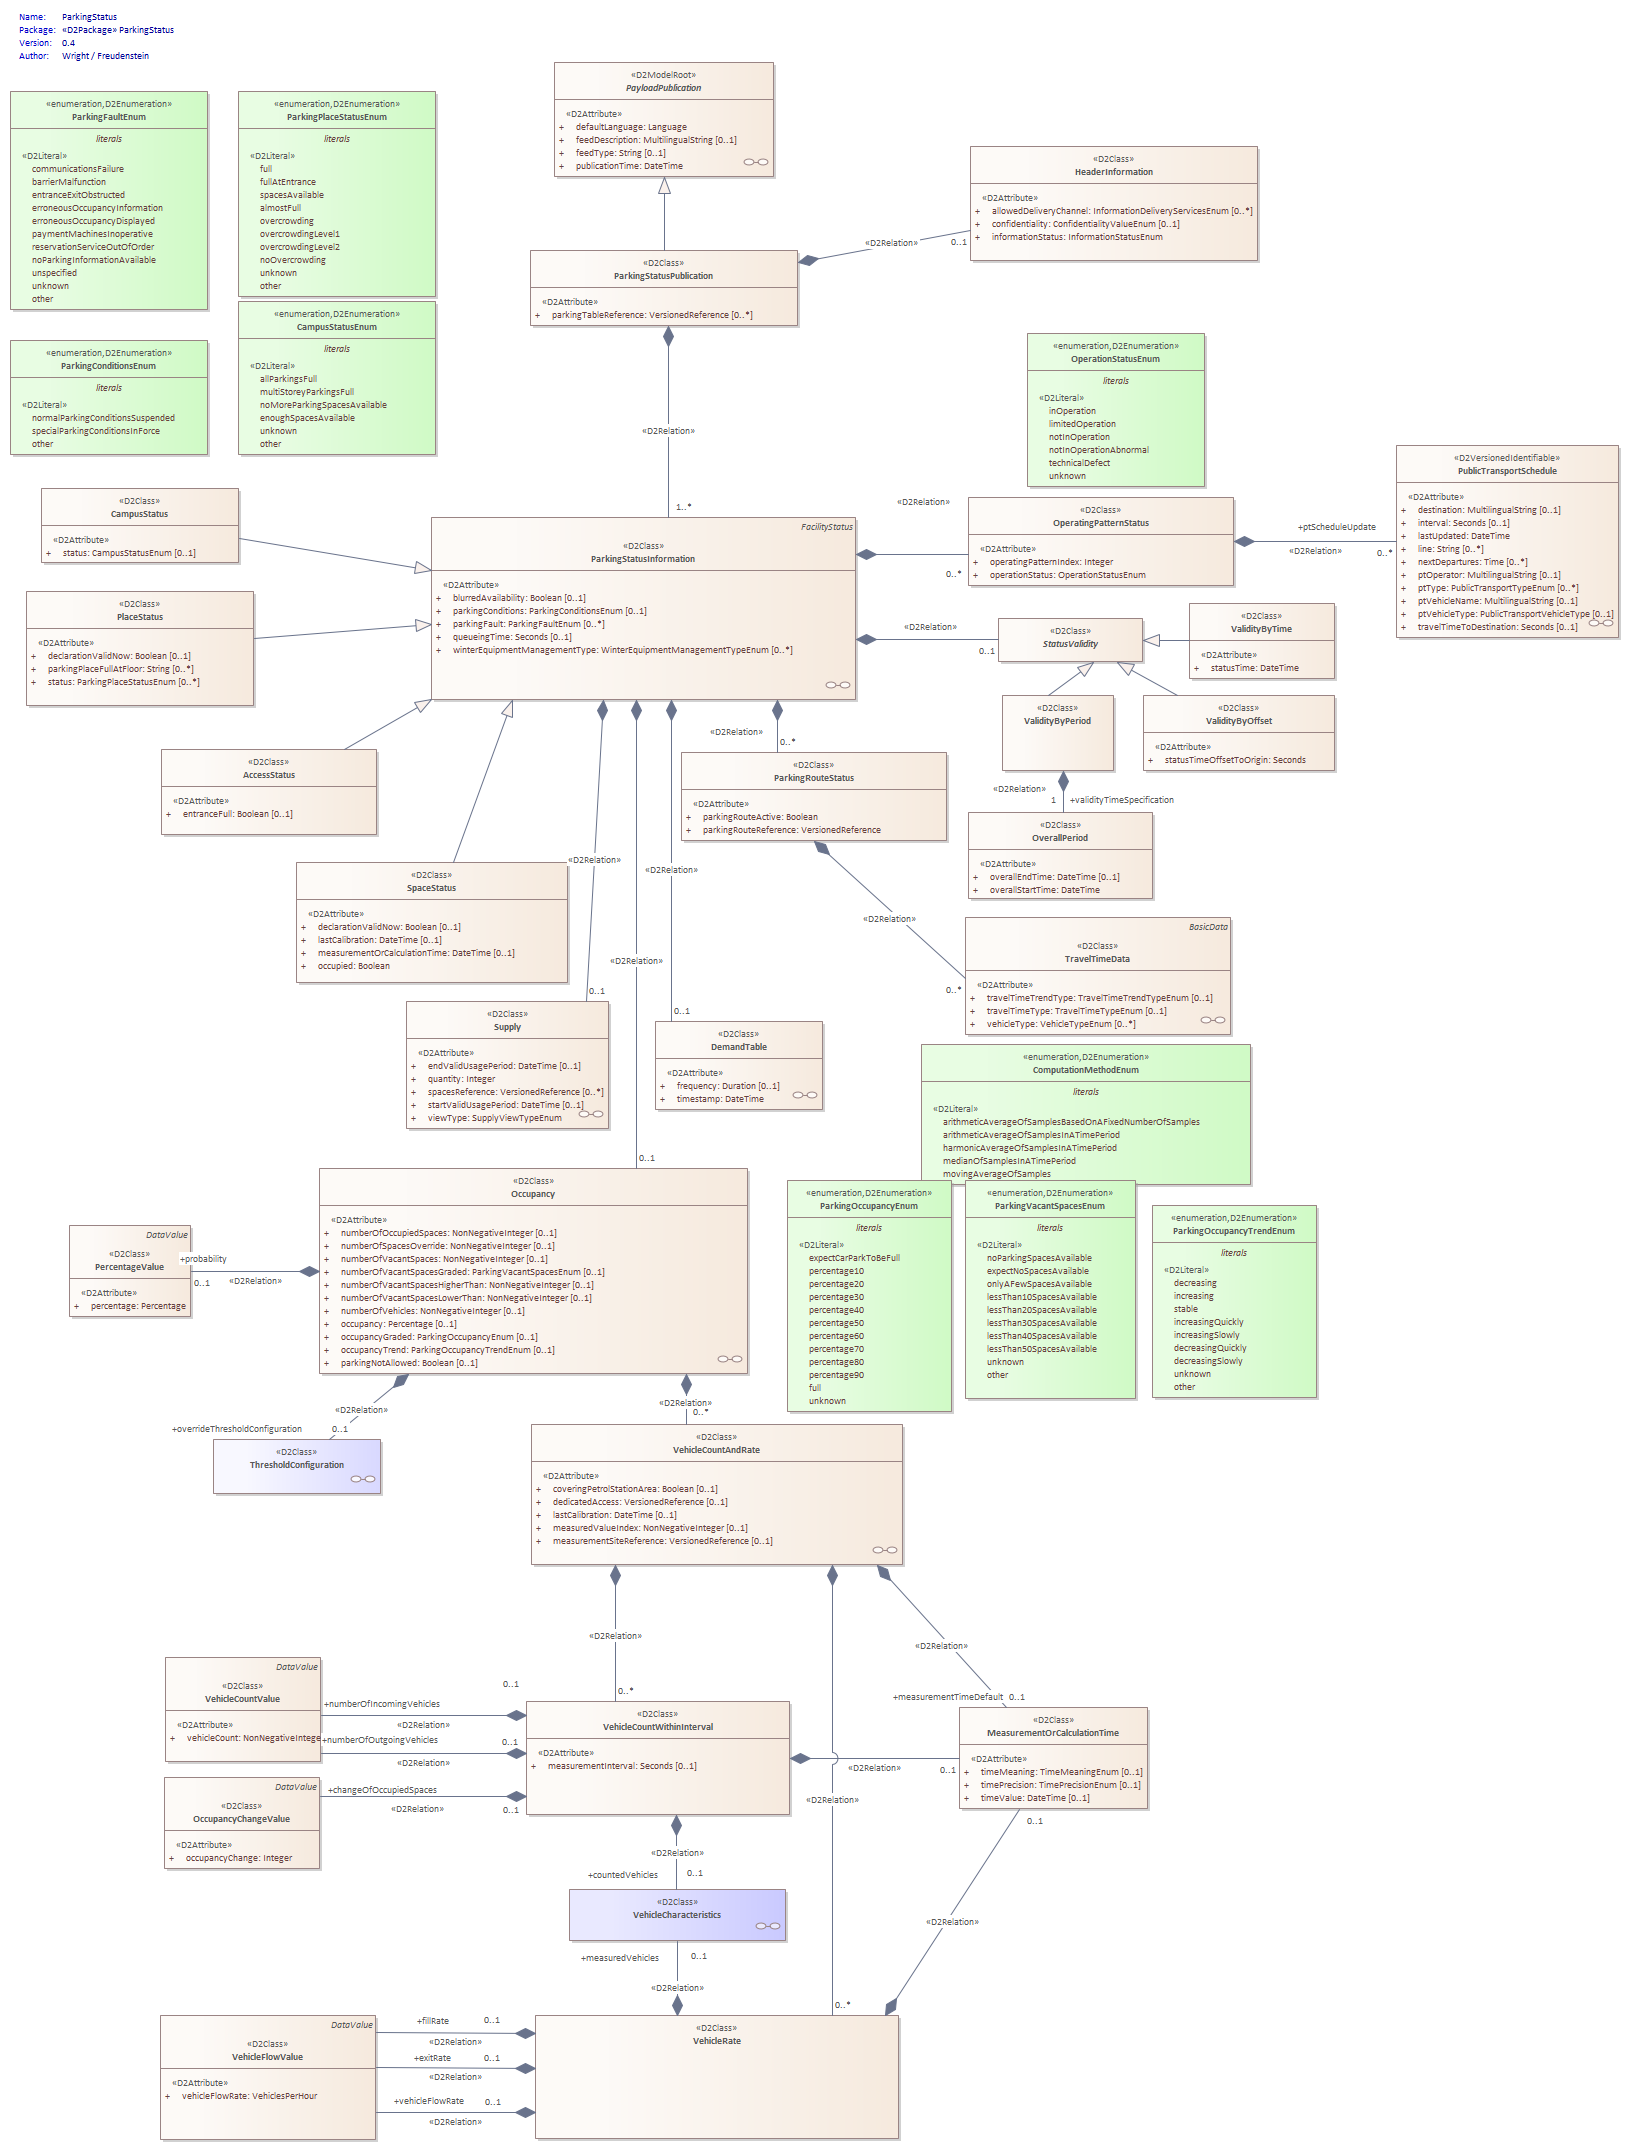 Name: ParkingStatus
Package: «D2Package» ParkingStatus
Version: 0.4
Author: Wright / Freudenstein
«D2ModelRoot»
PayloadPublication
«D2Attribute»
+ defaultLanguage: Language
+ feedDescription: MultilingualString [0..1]
+ feedType: String [0..1]
+ publicationTime: DateTime
«enumeration,D2Enumeration»
ParkingFaultEnum
literals
«D2Literal»
communicationsFailure
barrierMalfunction
entranceExitObstructed
erroneousOccupancyInformation
erroneousOccupancyDisplayed
paymentMachinesInoperative
reservationServiceOutOfOrder
noParkingInformationAvailable
unspecified
unknown
other
«enumeration,D2Enumeration»
ParkingPlaceStatusEnum
literals
«D2Literal»
full
fullAtEntrance
spacesAvailable
almostFull
overcrowding
overcrowdingLevel1
overcrowdingLevel2
noOvercrowding
unknown
other
«D2Class»
HeaderInformation
«D2Attribute»
+ allowedDeliveryChannel: InformationDeliveryServicesEnum [0..*]
+ confidentiality: ConfidentialityValueEnum [0..1]
+ informationStatus: InformationStatusEnum
«D2Relation»
0..1
«D2Class»
ParkingStatusPublication
«D2Attribute»
+ parkingTableReference: VersionedReference [0..*]
«enumeration,D2Enumeration»
ParkingConditionsEnum
literals
«D2Literal»
normalParkingConditionsSuspended
specialParkingConditionsInForce
other
«enumeration,D2Enumeration»
CampusStatusEnum
literals
«D2Literal»
allParkingsFull
multiStoreyParkingsFull
noMoreParkingSpacesAvailable
enoughSpacesAvailable
unknown
other
«D2Relation»
1..*
«enumeration,D2Enumeration»
OperationStatusEnum
literals
«D2Literal»
inOperation
limitedOperation
notInOperation
notInOperationAbnormal
technicalDefect
unknown
«D2VersionedIdentifiable»
PublicTransportSchedule
«D2Attribute»
+ destination: MultilingualString [0..1]
+ interval: Seconds [0..1]
+ lastUpdated: DateTime
+ line: String [0..*]
+ nextDepartures: Time [0..*]
+ ptOperator: MultilingualString [0..1]
+ ptType: PublicTransportTypeEnum [0..*]
+ ptVehicleName: MultilingualString [0..1]
+ ptVehicleType: PublicTransportVehicleType [0..1]
+ travelTimeToDestination: Seconds [0..1]
«D2Class»
CampusStatus
«D2Attribute»
+ status: CampusStatusEnum [0..1]
FacilityStatus
«D2Class»
ParkingStatusInformation
«D2Attribute»
+ blurredAvailability: Boolean [0..1]
+ parkingConditions: ParkingConditionsEnum [0..1]
+ parkingFault: ParkingFaultEnum [0..*]
+ queueingTime: Seconds [0..1]
+ winterEquipmentManagementType: WinterEquipmentManagementTypeEnum [0..*]
«D2Relation»
0..*
«D2Class»
OperatingPatternStatus
«D2Attribute»
+ operatingPatternIndex: Integer
+ operationStatus: OperationStatusEnum
+ptScheduleUpdate
«D2Relation»
0..*
«D2Class»
PlaceStatus
«D2Attribute»
+ declarationValidNow: Boolean [0..1]
+ parkingPlaceFullAtFloor: String [0..*]
+ status: ParkingPlaceStatusEnum [0..*]
«D2Relation»
0..1
«D2Class»
StatusValidity
«D2Class»
ValidityByTime
«D2Attribute»
+ statusTime: DateTime
«D2Class»
ValidityByPeriod
«D2Class»
ValidityByOffset
«D2Attribute»
+ statusTimeOffsetToOrigin: Seconds
«D2Relation»
1 +validityTimeSpecification
«D2Class»
OverallPeriod
«D2Attribute»
+ overallEndTime: DateTime [0..1]
+ overallStartTime: DateTime
«D2Class»
AccessStatus
«D2Attribute»
+ entranceFull: Boolean [0..1]
«D2Relation»
0..*
«D2Class»
ParkingRouteStatus
«D2Attribute»
+ parkingRouteActive: Boolean
+ parkingRouteReference: VersionedReference
«D2Class»
SpaceStatus
«D2Attribute»
+ declarationValidNow: Boolean [0..1]
+ lastCalibration: DateTime [0..1]
+ measurementOrCalculationTime: DateTime [0..1]
+ occupied: Boolean
«D2Relation»
0..1
«D2Relation»
0..1
«D2Relation»
0..1
«D2Relation»
0..*
BasicData
«D2Class»
TravelTimeData
«D2Attribute»
+ travelTimeTrendType: TravelTimeTrendTypeEnum [0..1]
+ travelTimeType: TravelTimeTypeEnum [0..1]
+ vehicleType: VehicleTypeEnum [0..*]
«D2Class»
Supply
«D2Attribute»
+ endValidUsagePeriod: DateTime [0..1]
+ quantity: Integer
+ spacesReference: VersionedReference [0..*]
+ startValidUsagePeriod: DateTime [0..1]
+ viewType: SupplyViewTypeEnum
«D2Class»
DemandTable
«D2Attribute»
+ frequency: Duration [0..1]
+ timestamp: DateTime
«enumeration,D2Enumeration»
ComputationMethodEnum
literals
«D2Literal»
arithmeticAverageOfSamplesBasedOnAFixedNumberOfSamples
arithmeticAverageOfSamplesInATimePeriod
harmonicAverageOfSamplesInATimePeriod
medianOfSamplesInATimePeriod
movingAverageOfSamples
«D2Class»
Occupancy
«D2Attribute»
+ numberOfOccupiedSpaces: NonNegativeInteger [0..1]
+ numberOfSpacesOverride: NonNegativeInteger [0..1]
+ numberOfVacantSpaces: NonNegativeInteger [0..1]
+ numberOfVacantSpacesGraded: ParkingVacantSpacesEnum [0..1]
+ numberOfVacantSpacesHigherThan: NonNegativeInteger [0..1]
+ numberOfVacantSpacesLowerThan: NonNegativeInteger [0..1]
+ numberOfVehicles: NonNegativeInteger [0..1]
+ occupancy: Percentage [0..1]
+ occupancyGraded: ParkingOccupancyEnum [0..1]
+ occupancyTrend: ParkingOccupancyTrendEnum [0..1]
+ parkingNotAllowed: Boolean [0..1]
DataValue
«D2Class»
PercentageValue
«D2Attribute»
+ percentage: Percentage
+probability
0..1 «D2Relation»
«enumeration,D2Enumeration»
ParkingOccupancyEnum
literals
«D2Literal»
expectCarParkToBeFull
percentage10
percentage20
percentage30
percentage40
percentage50
percentage60
percentage70
percentage80
percentage90
full
unknown
«enumeration,D2Enumeration»
ParkingVacantSpacesEnum
literals
«D2Literal»
noParkingSpacesAvailable
expectNoSpacesAvailable
onlyAFewSpacesAvailable
lessThan10SpacesAvailable
lessThan20SpacesAvailable
lessThan30SpacesAvailable
lessThan40SpacesAvailable
lessThan50SpacesAvailable
unknown
other
«enumeration,D2Enumeration»
ParkingOccupancyTrendEnum
literals
«D2Literal»
decreasing
increasing
stable
increasingQuickly
increasingSlowly
decreasingQuickly
decreasingSlowly
unknown
other
«D2Relation»
+overrideThresholdConfiguration 0..1
«D2Class»
ThresholdConfiguration
«D2Relation»
0..*
«D2Class»
VehicleCountAndRate
«D2Attribute»
+ coveringPetrolStationArea: Boolean [0..1]
+ dedicatedAccess: VersionedReference [0..1]
+ lastCalibration: DateTime [0..1]
+ measuredValueIndex: NonNegativeInteger [0..1]
+ measurementSiteReference: VersionedReference [0..1]
«D2Relation»
0..*
«D2Relation»
+measurementTimeDefault 0..1
DataValue
«D2Class»
VehicleCountValue
«D2Attribute»
+ vehicleCount: NonNegativeIntege
0..1
+numberOfIncomingVehicles
«D2Relation»
+numberOfOutgoingVehicles 0..1
«D2Relation»
«D2Class»
VehicleCountWithinInterval
«D2Attribute»
+ measurementInterval: Seconds [0..1]
«D2Relation» 0..1
«D2Class»
MeasurementOrCalculationTime
«D2Attribute»
+ timeMeaning: TimeMeaningEnum [0..1]
+ timePrecision: TimePrecisionEnum [0..1]
+ timeValue: DateTime [0..1]
DataValue
«D2Class»
OccupancyChangeValue
«D2Attribute»
+ occupancyChange: Integer
+changeOfOccupiedSpaces
«D2Relation» 0..1
«D2Relation»
0..1
«D2Relation»
+countedVehicles 0..1
«D2Class»
VehicleCharacteristics
+measuredVehicles 0..1
«D2Relation»
«D2Relation»
0..*
DataValue
«D2Class»
VehicleFlowValue
«D2Attribute»
+ vehicleFlowRate: VehiclesPerHour
+fillRate 0..1
«D2Relation»
+exitRate 0..1
«D2Relation»
+vehicleFlowRate 0..1
«D2Relation»
«D2Class»
VehicleRate